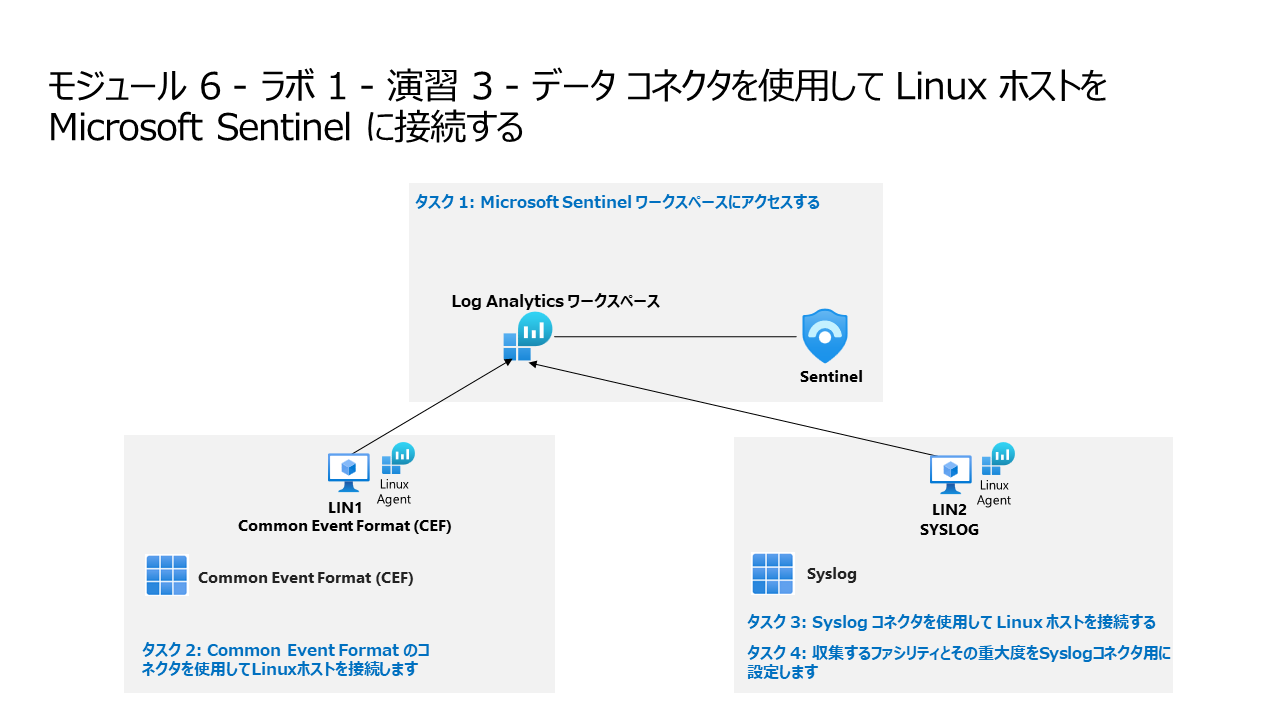 モジュール 6 - ラボ 1 - 演習 3 - データ コネクタを使用して Linux ホストを
Microsoft Sentinel に接続する
タスク 1: Microsoft Sentinel ワークスペースにアクセスする
Log Analytics ワークスペース
Sentinel
Linux
Agent
LIN1
Common Event Format (CEF)
Common Event Format (CEF)
タスク 2: Common Event Format のコ
ネクタを使用してLinuxホストを接続します
Linux
Agent
LIN2
SYSLOG
Syslog
タスク 3: Syslog コネクタを使用して Linux ホストを接続する
タスク 4: 収集するファシリティとその重大度をSyslogコネクタ用に
設定します